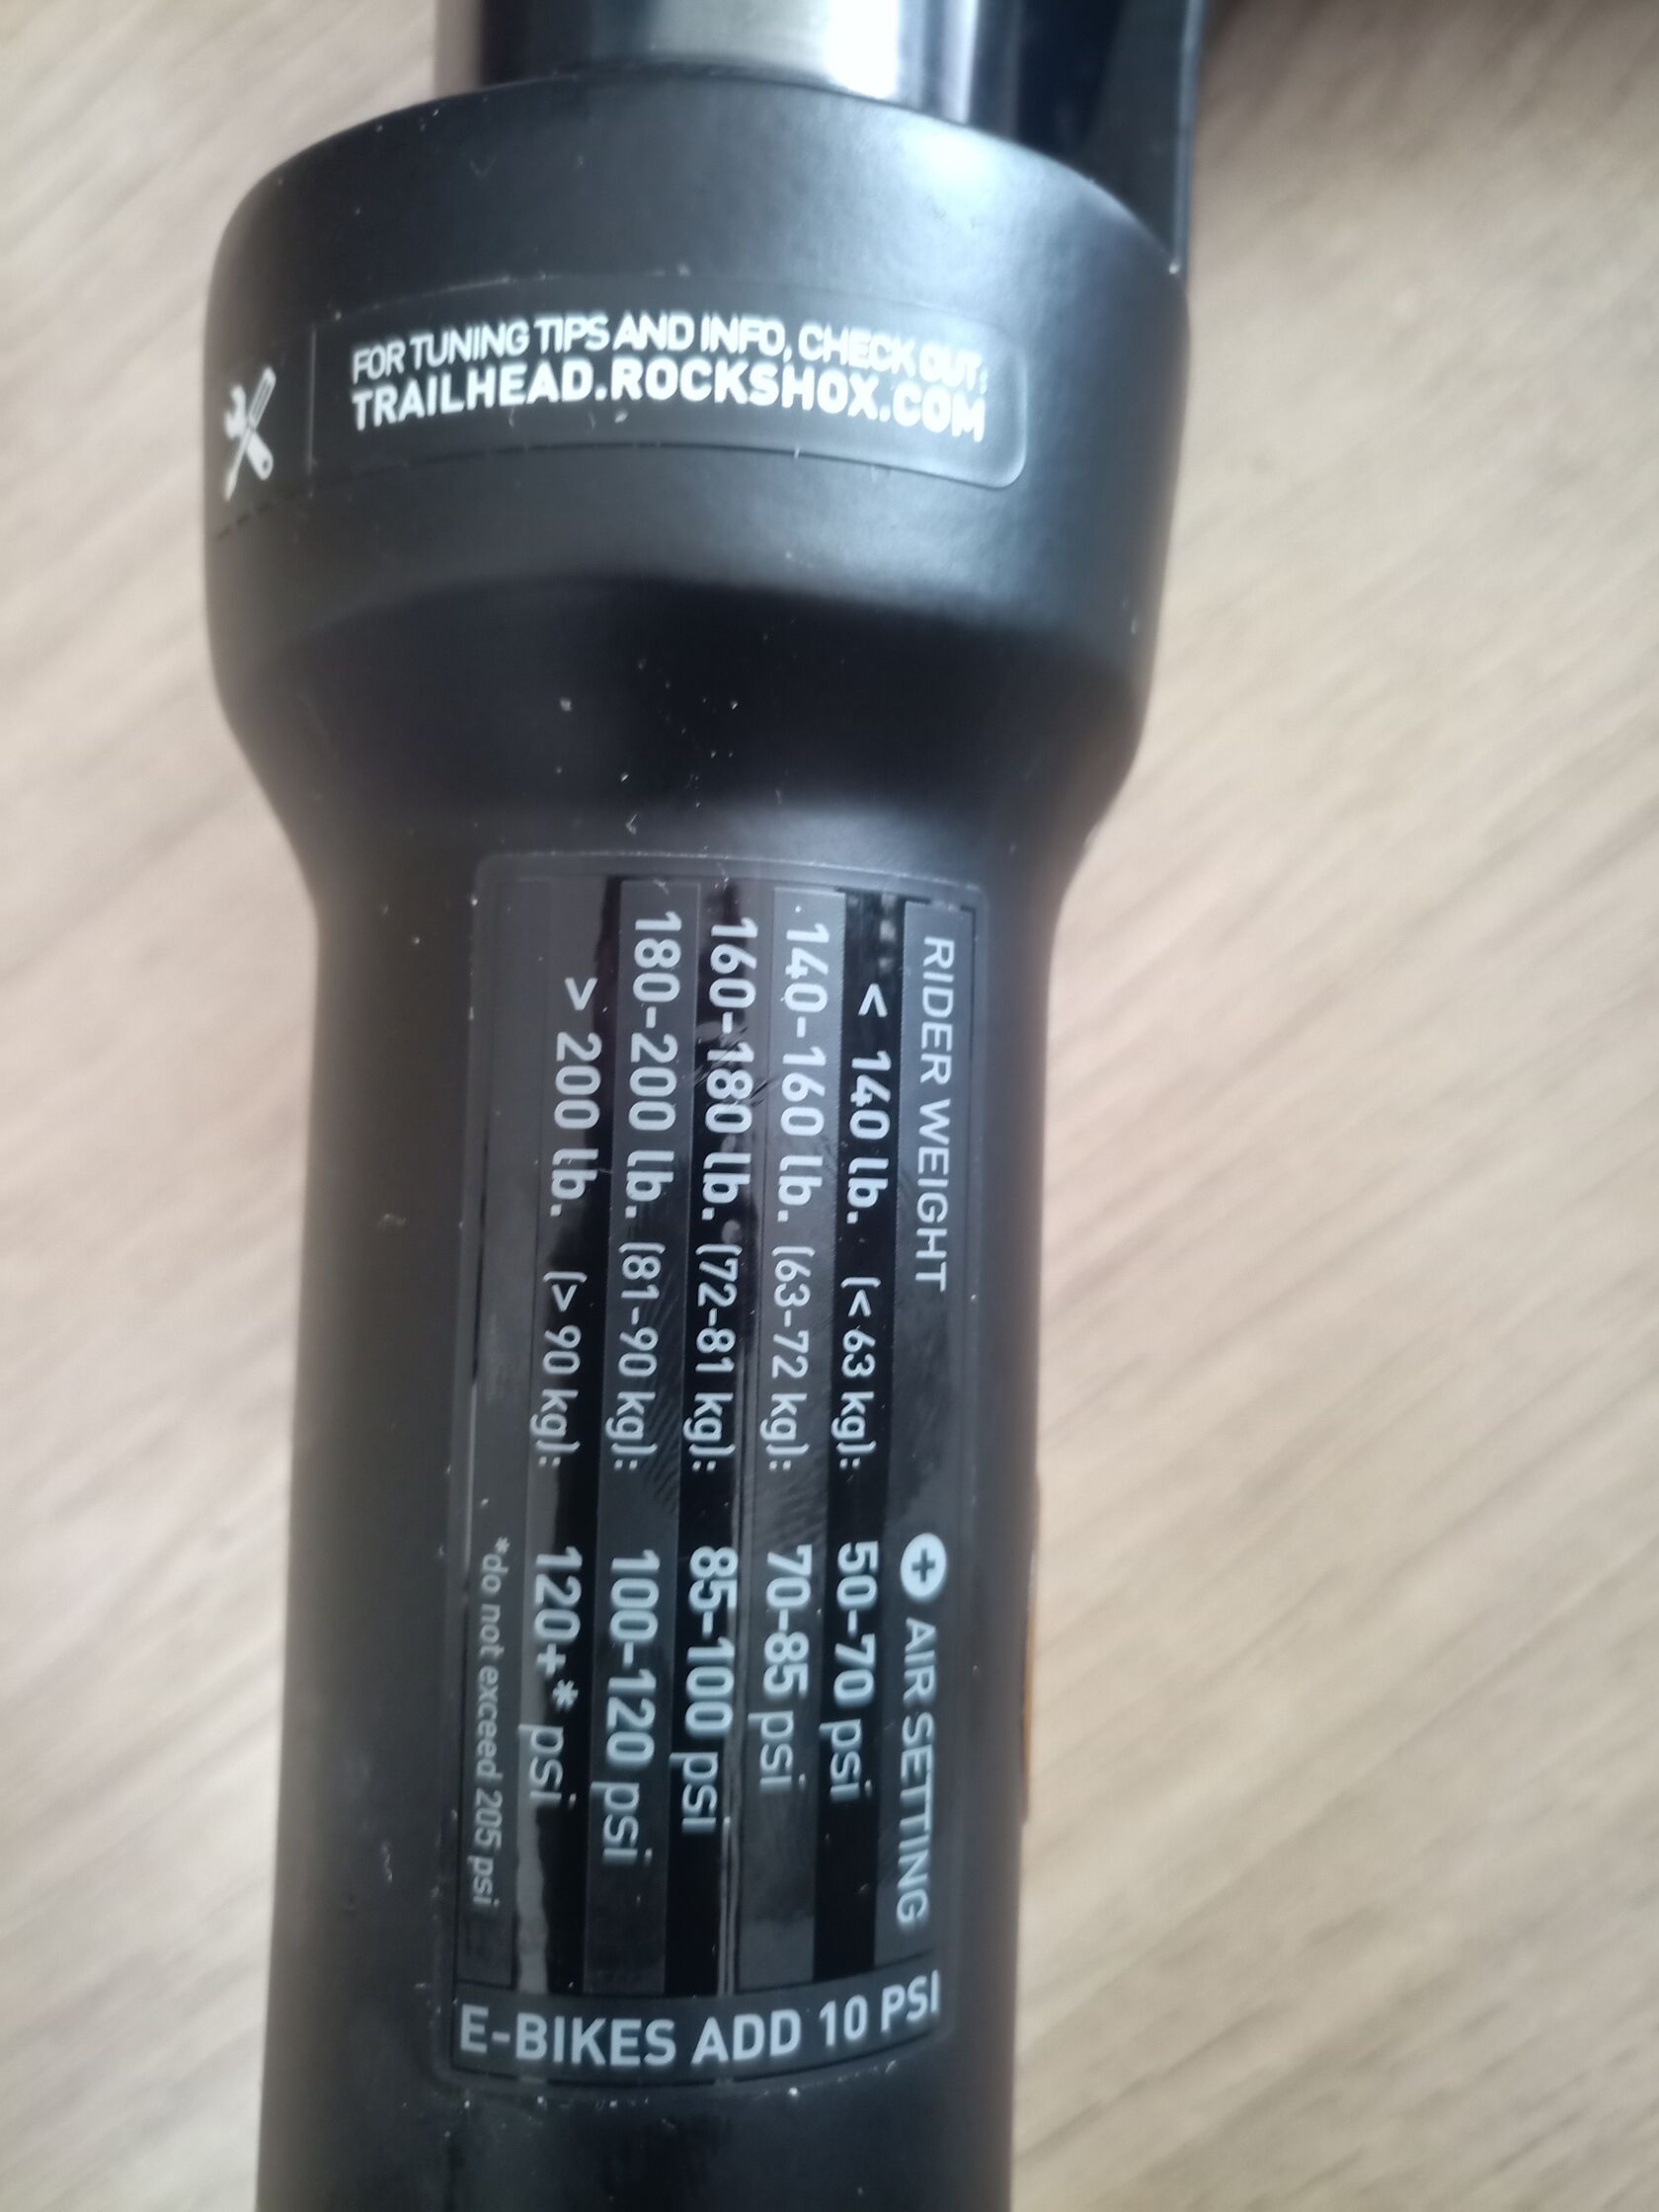 FOR TUNING TIPS AND INFO, CHECK OUT:
TRAILHEAD.ROCKSHOX.COM
RIDER WEIGHT + AIR SETTING
< 140 lb. (< 63 kg): 50-70 psi
140-160 lb. (63-72 kg): 70-85 psi
160-180 lb. (72-81 kg): 85-100 psi
180-200 lb. (81-90 kg): 100-120 psi
> 200 lb. (> 90 kg): 120+* psi
*do not exceed 205 psi
E-BIKES ADD 10 PSI